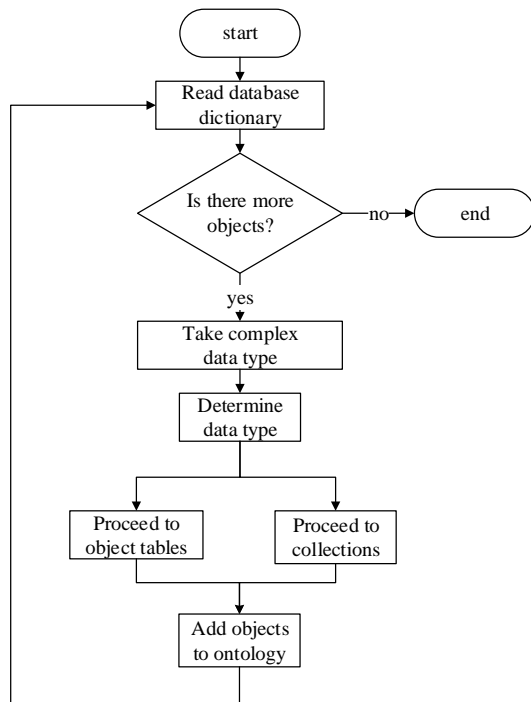 start
Read database
dictionary
Is there more
objects?
no
end
yes
Take complex
data type
Determine
data type
Proceed to
object tables
Proceed to
collections
Add objects
to ontology